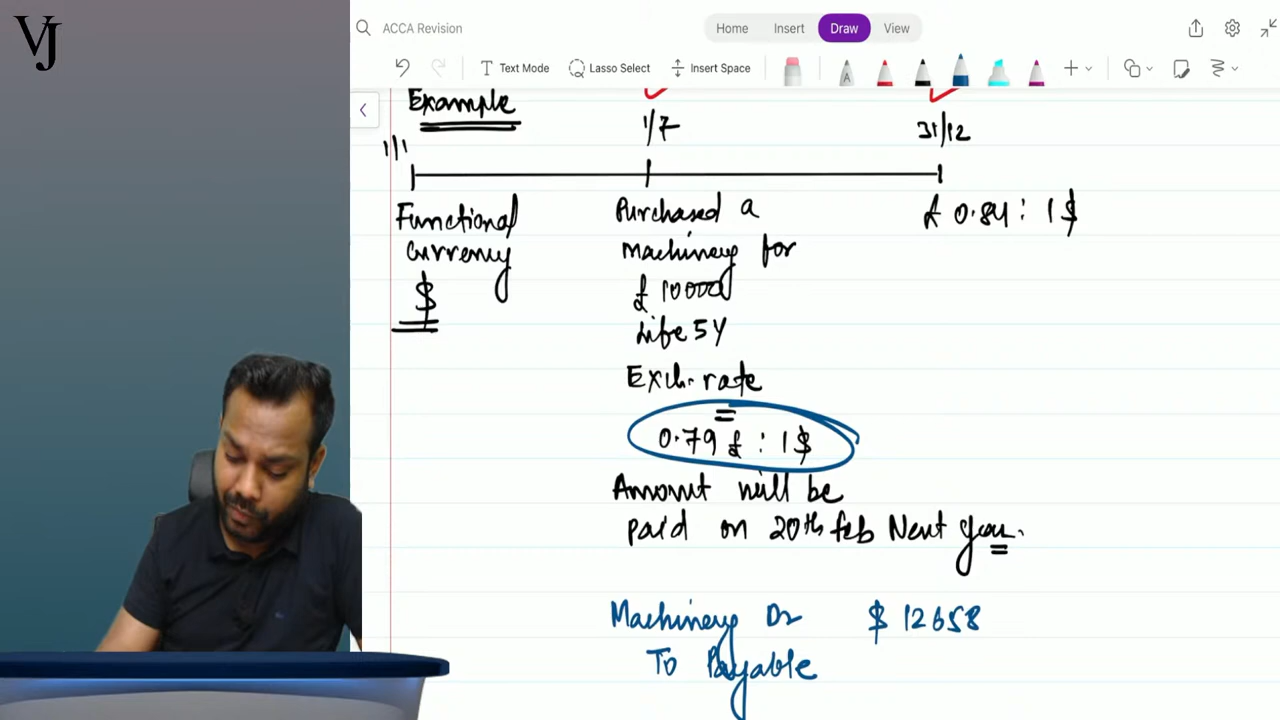 VJ
ACCA Revision
Home Insert Draw View
Text Mode Lasso Select Insert Space
Example
1/7
31/12
1/1
Functional
currency
$
Purchased a
Machinery for
£ 10000
Life 5Y
Exch. rate
0.79 £ : 1$
Amount will be
paid on 20th feb Next year.
£ 0.84 : 1$
Machinery Dr $ 12658
To Payable